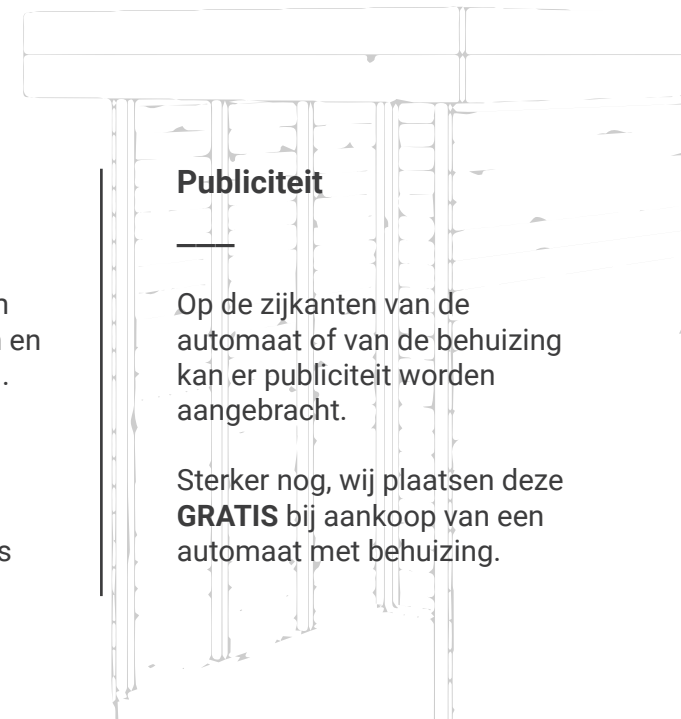 Publiciteit
en
.
s
Op de zijkanten van de
automaat of van de behuizing
kan er publiciteit worden
aangebracht.
Sterker nog, wij plaatsen deze
GRATIS bij aankoop van een
automaat met behuizing.